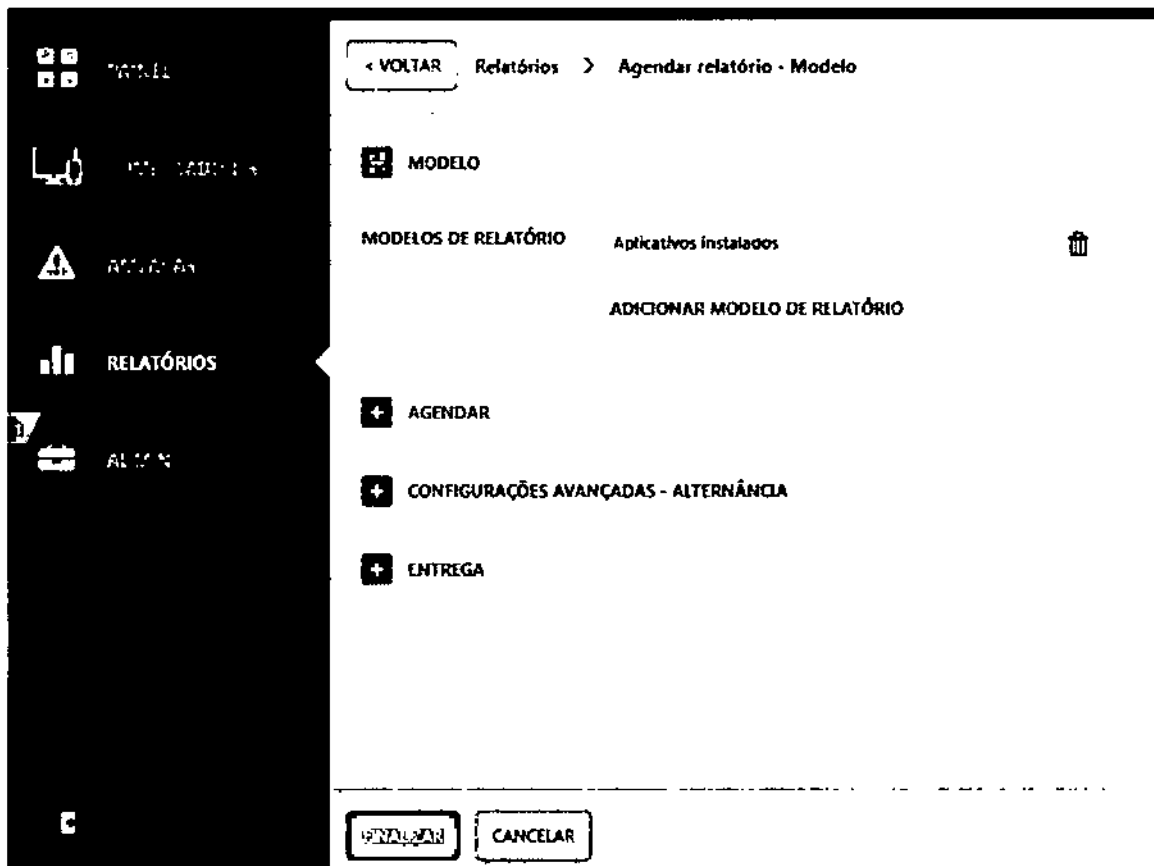 < VOLTAR Relatórios > Agendar relatório - Modelo
MODELO
MODELOS DE RELATÓRIO Aplicativos instalados
ADICIONAR MODELO DE RELATÓRIO
RELATÓRIOS
AGENDAR
CONFIGURAÇÕES AVANÇADAS - ALTERNÂNCIA
ENTREGA
FINALIZAR CANCELAR